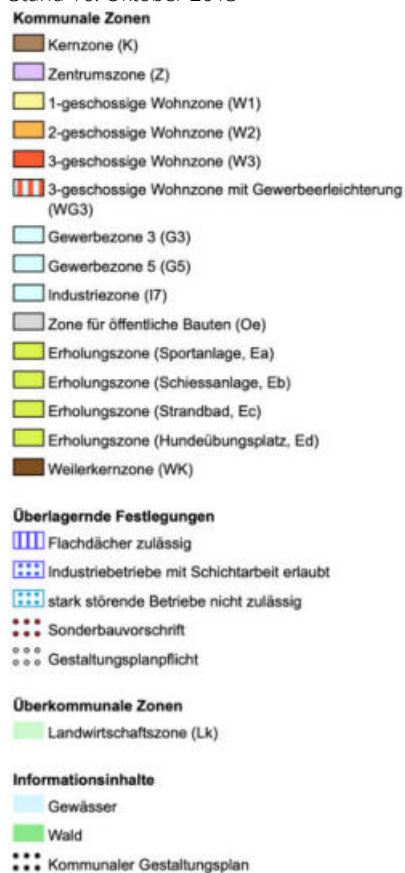 Kommunale Zonen
Kernzone (K)
Zentrumszone (Z)
1-geschossige Wohnzone (W1)
2-geschossige Wohnzone (W2)
3-geschossige Wohnzone (W3)
3-geschossige Wohnzone mit Gewerbeerleichterung
(WG3)
Gewerbezone 3 (G3)
Gewerbezone 5 (G5)
Industriezone (I7)
Zone für öffentliche Bauten (Oe)
Erholungszone (Sportanlage, Ea)
Erholungszone (Schiessanlage, Eb)
Erholungszone (Strandbad, Ec)
Erholungszone (Hundeübungsplatz, Ed)
Weilerkernzone (WK)
Überlagernde Festlegungen
Flachdächer zulässig
Industriebetriebe mit Schichtarbeit erlaubt
stark störende Betriebe nicht zulässig
Sonderbauvorschrift
Gestaltungsplanpflicht
Überkommunale Zonen
Landwirtschaftszone (Lk)
Informationsinhalte
Gewässer
Wald
Kommunaler Gestaltungsplan